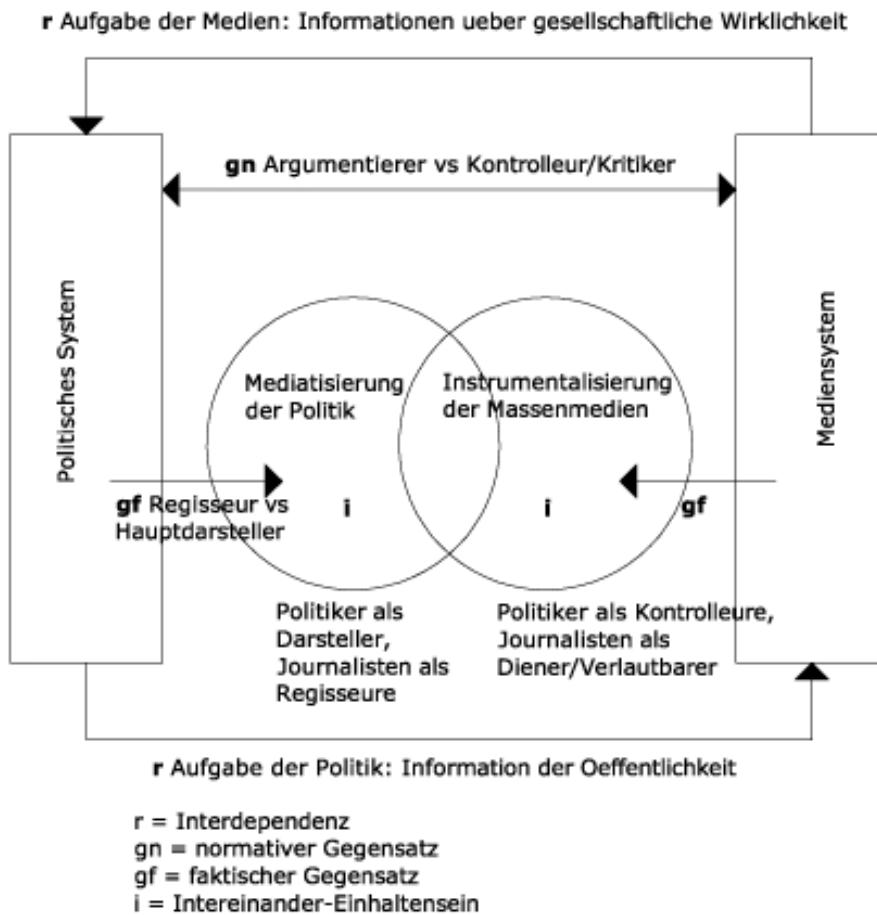 r Aufgabe der Medien: Informationen ueber gesellschaftliche Wirklichkeit
gn Argumentierer vs Kontrolleur/Kritiker
Politisches System
Mediensystem
Mediatisierung
der Politik
Instrumentalisierung
der Massenmedien
gf Regisseur vs
Hauptdarsteller
i
i
gf
Politiker als
Darsteller,
Journalisten als
Regisseure
Politiker als Kontrolleure,
Journalisten als
Diener/Verlautbarer
r Aufgabe der Politik: Information der Oeffentlichkeit
r = Interdependenz
gn = normativer Gegensatz
gf = faktischer Gegensatz
i = Intereinander-Einhaltensein